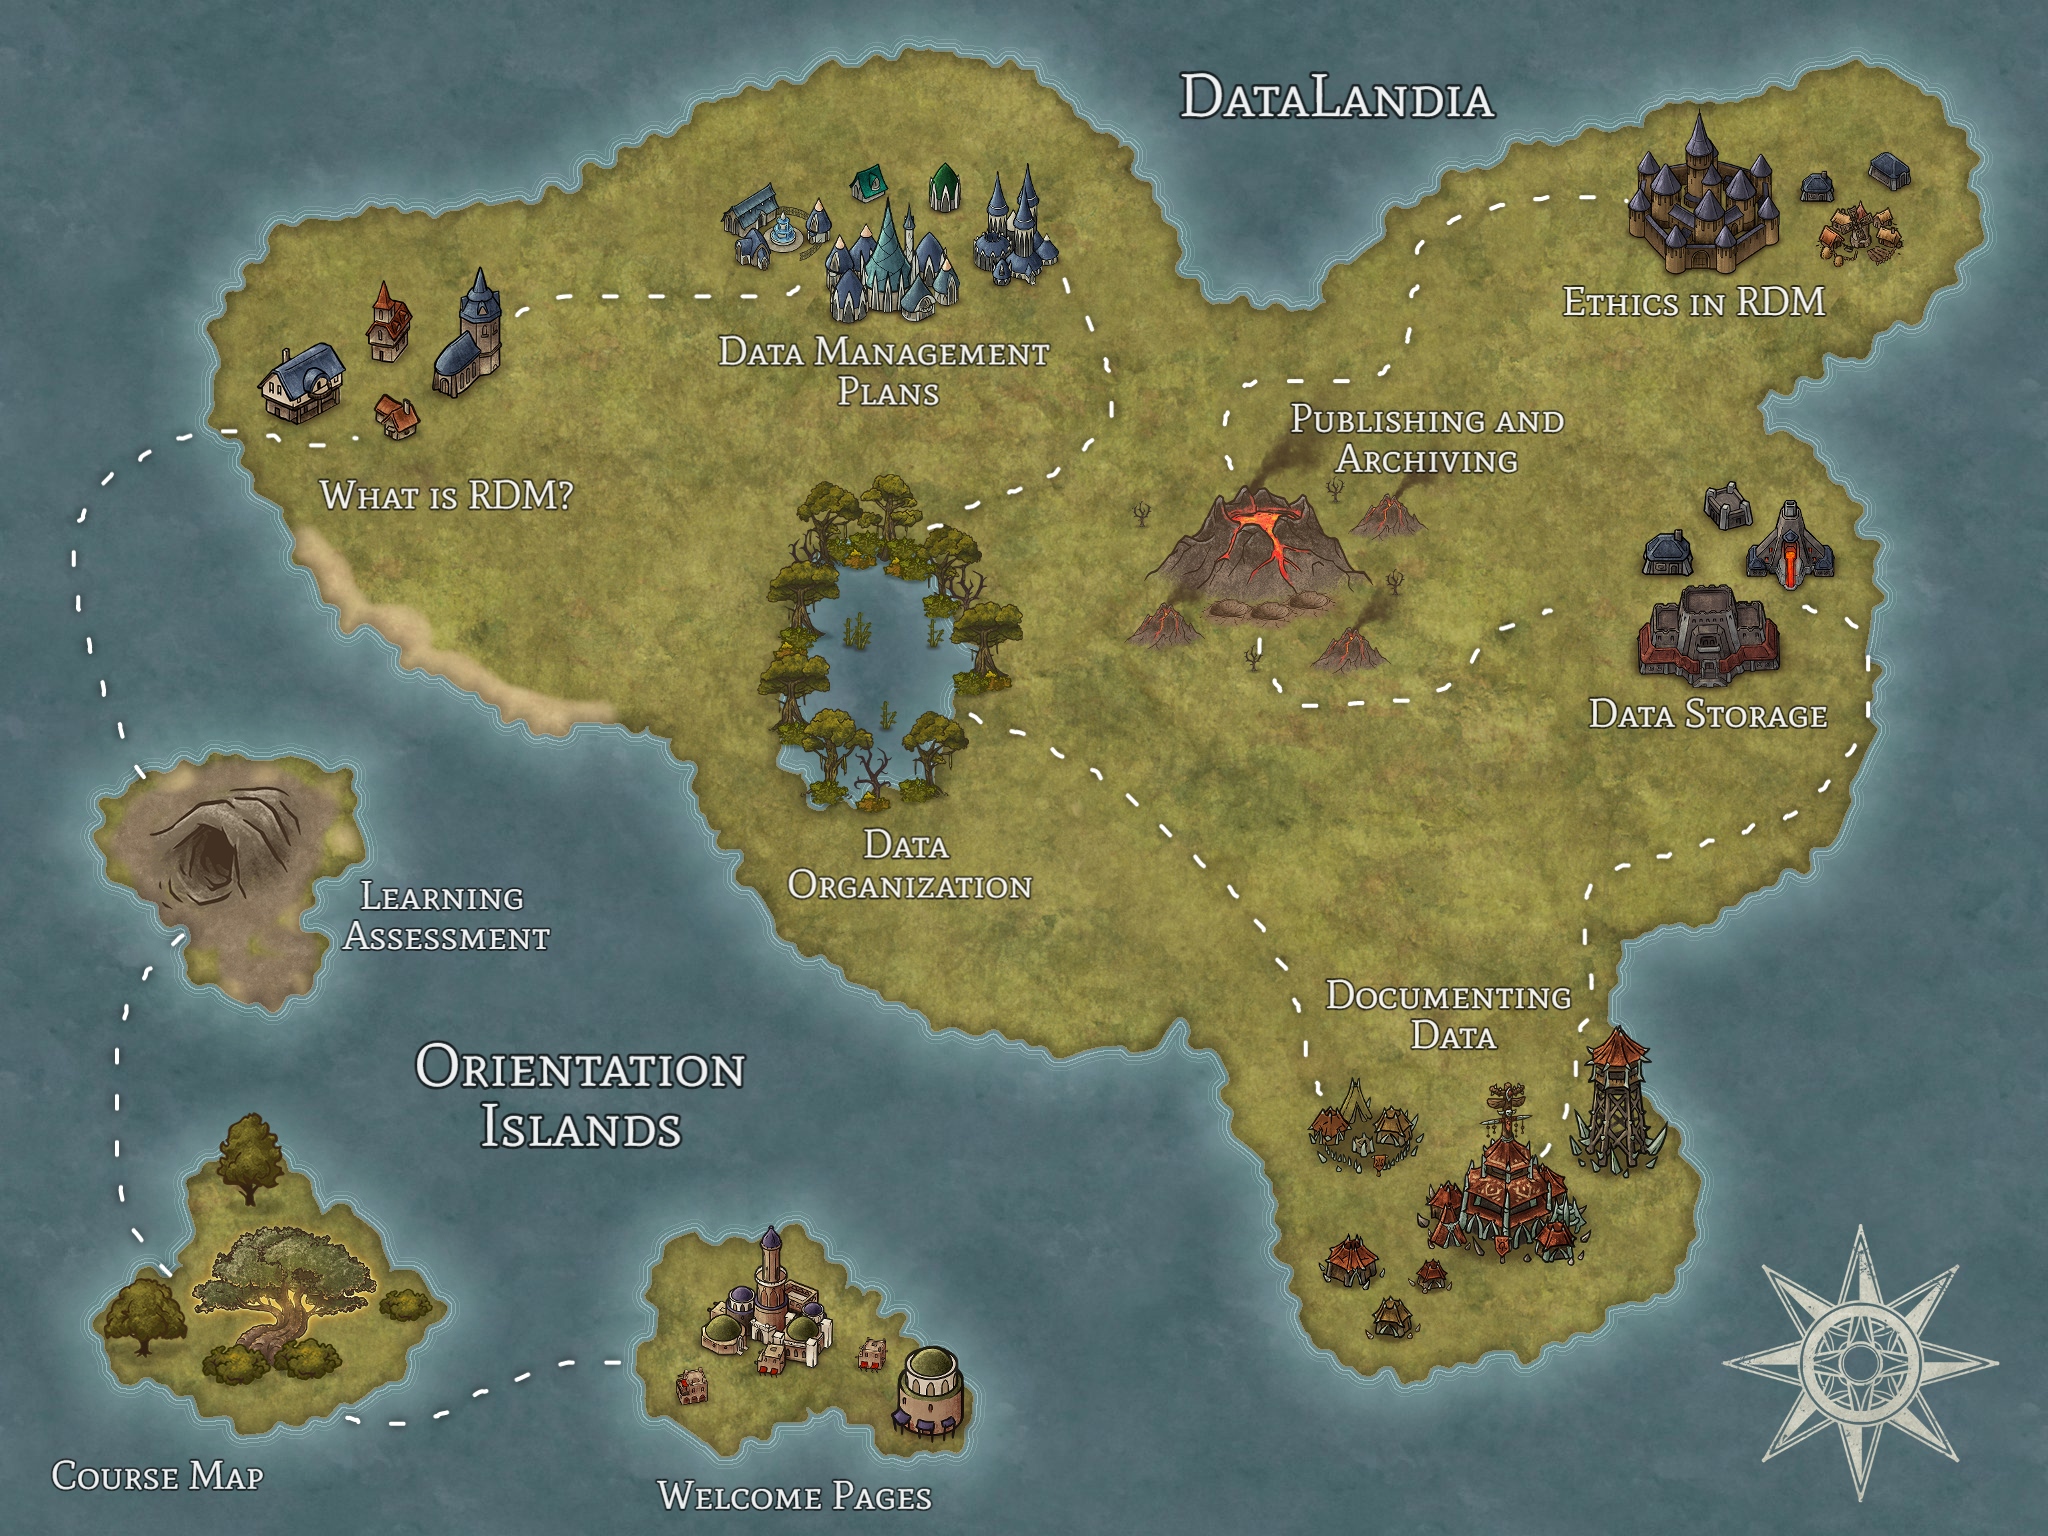 DataLandia
Ethics in RDM
Data Management
Plans
Publishing and
Archiving
What is RDM?
Data Storage
Data
Organization
Learning
Assessment
Documenting
Data
Orientation
Islands
Course Map
Welcome Pages